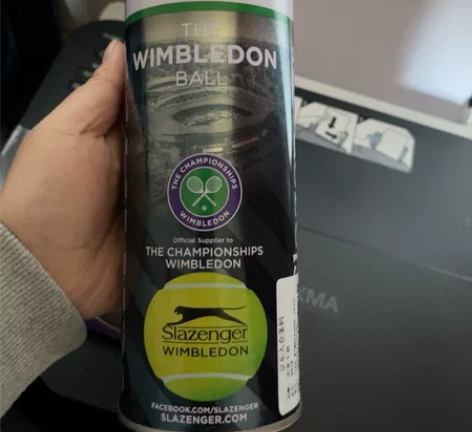 THE
WIMBLEDON
BALL
THE CHAMPIONSHIPS
WIMBLEDON
Official Supplier to
THE CHAMPIONSHIPS
WIMBLEDON
Slazenger
WIMBLEDON
FACEBOOK.COM/SLAZENGER
SLAZENGER.COM